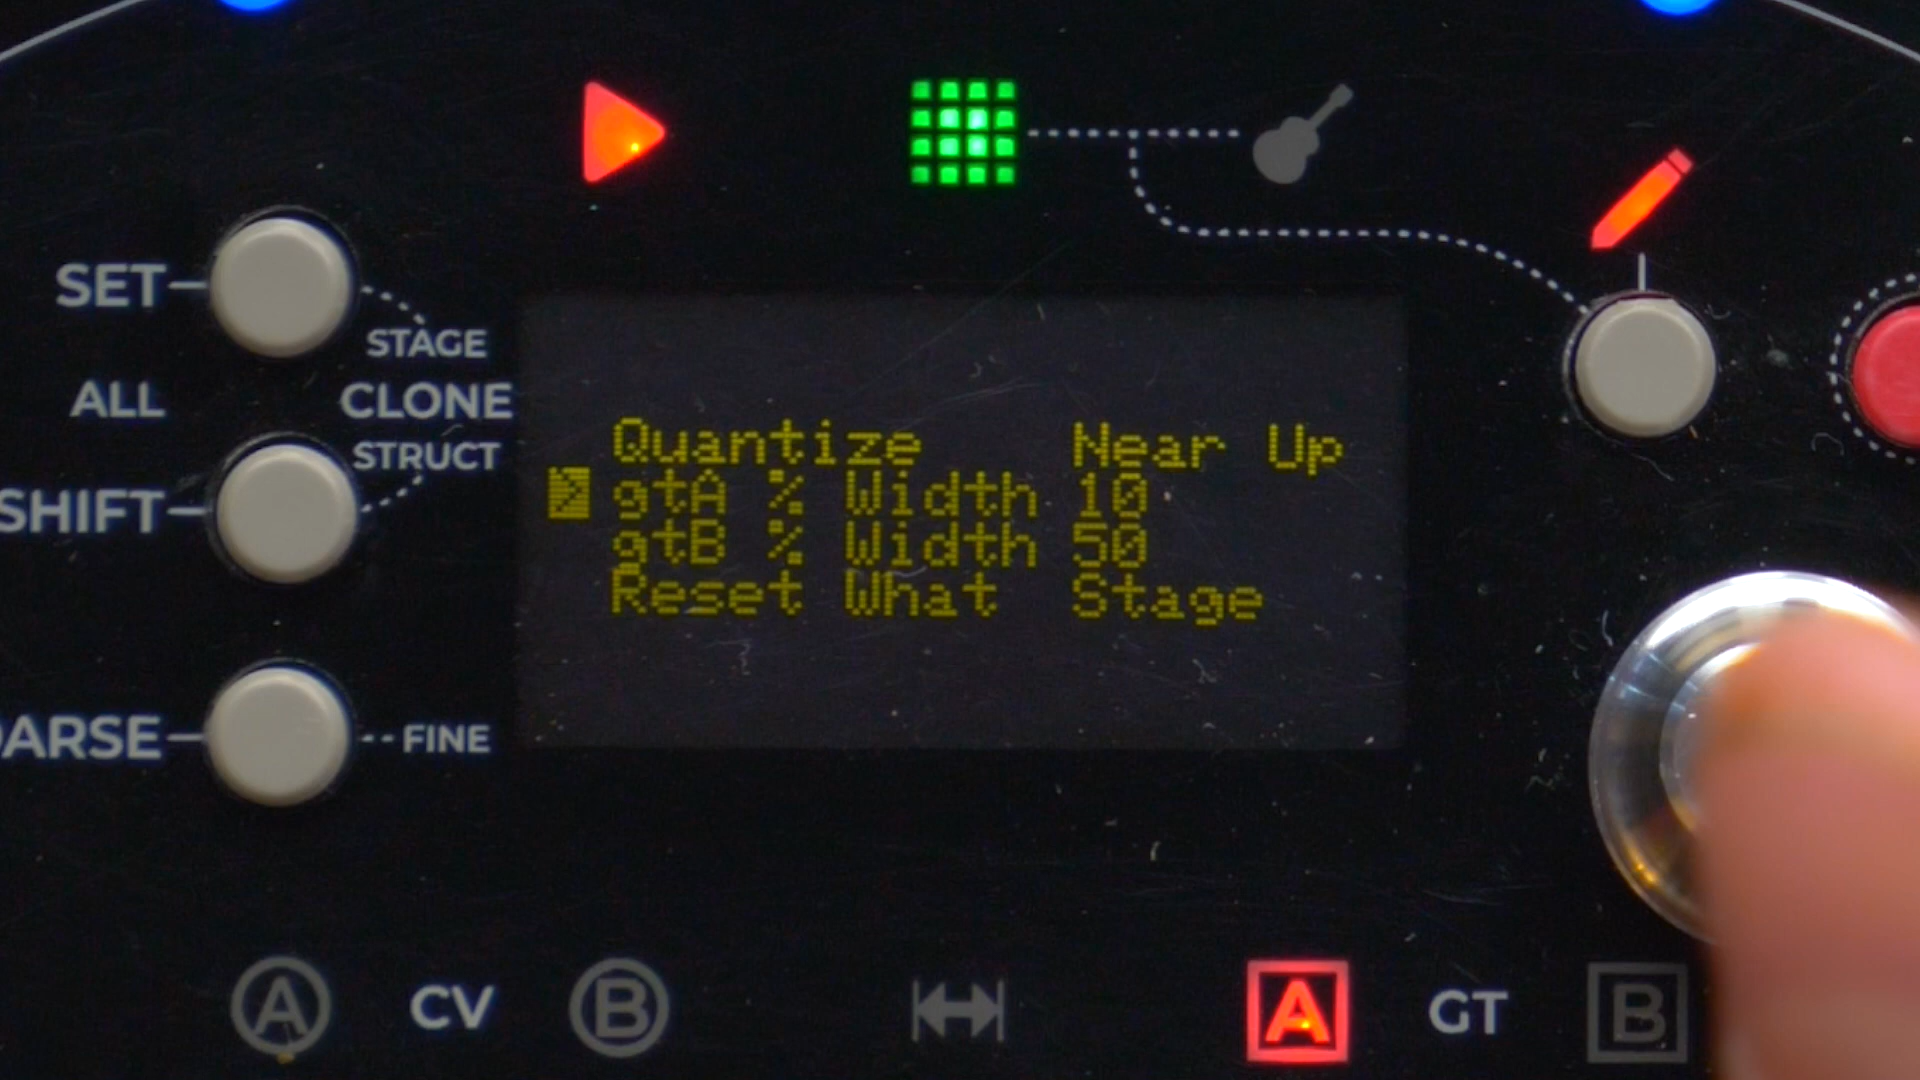 SET
STAGE
ALL
CLONE
STRUCT
SHIFT
Quantize Near Up
gtA % Width 10
gtB % Width 50
Reset What Stage
ARSE
FINE
A CV B
A GT B